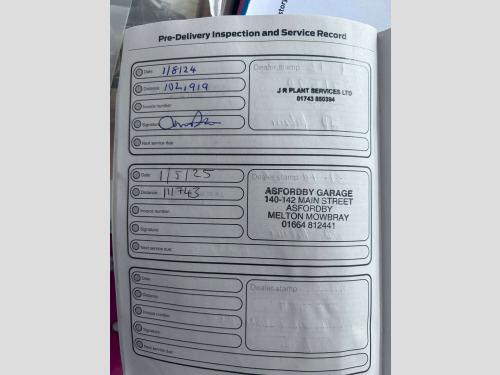 story
Pre-Delivery Inspection and Service Record
Date 1/8/24
Distance 102,919
Invoice number
Signature
Next service due
Dealer stamp
J R PLANT SERVICES LTD
01743 850394
Date 1/5/25
Distance 111743
Invoice number
Signature
Next service due
Dealer stamp
ASFORDBY GARAGE
140-142 MAIN STREET
ASFORDBY
MELTON MOWBRAY
01664 812441
Date
Distance
Invoice number
Signature
Next service due
Dealer stamp